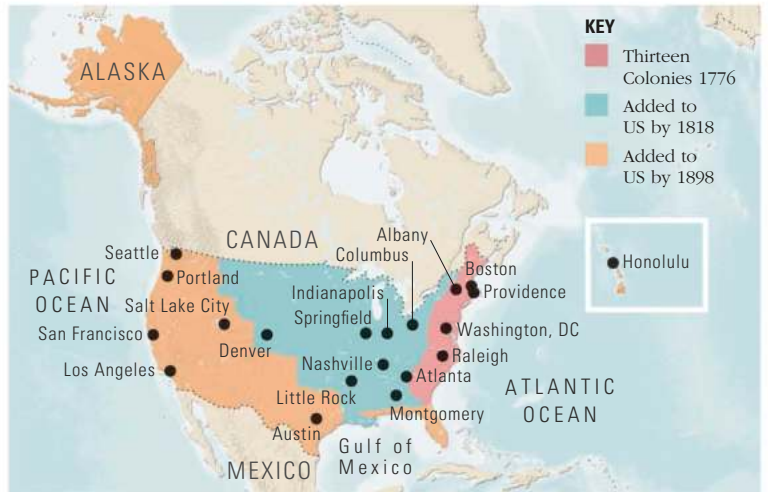 KEY
Thirteen
Colonies 1776
Added to
US by 1818
Added to
US by 1898
ALASKA
CANADA
Albany
Columbus
Seattle
Boston
Honolulu
PACIFIC
OCEAN
Portland
Providence
Indianapolis
Salt Lake City
Springfield
San Francisco
Washington, DC
Denver
Raleigh
Nashville
Los Angeles
Atlanta
ATLANTIC
OCEAN
Little Rock
Montgomery
Austin
Gulf of
Mexico
MEXICO